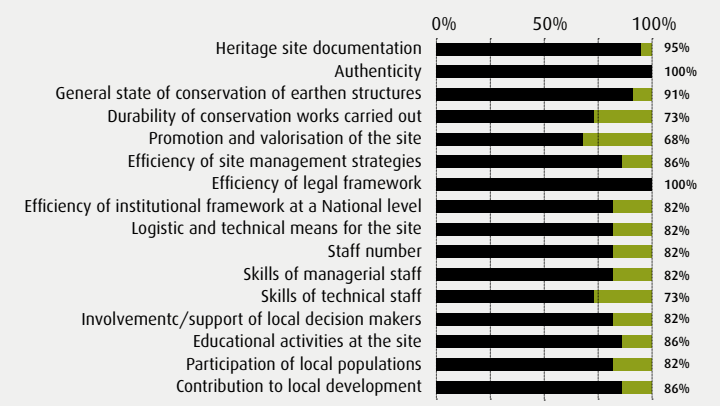 0% 50% 100%
Heritage site documentation 95%
Authenticity 100%
General state of conservation of earthen structures 91%
Durability of conservation works carried out 73%
Promotion and valorisation of the site 68%
Efficiency of site management strategies 86%
Efficiency of legal framework 100%
Efficiency of institutional framework at a National level 82%
Logistic and technical means for the site 82%
Staff number 82%
Skills of managerial staff 82%
Skills of technical staff 73%
Involvementc/support of local decision makers 82%
Educational activities at the site 86%
Participation of local populations 82%
Contribution to local development 86%